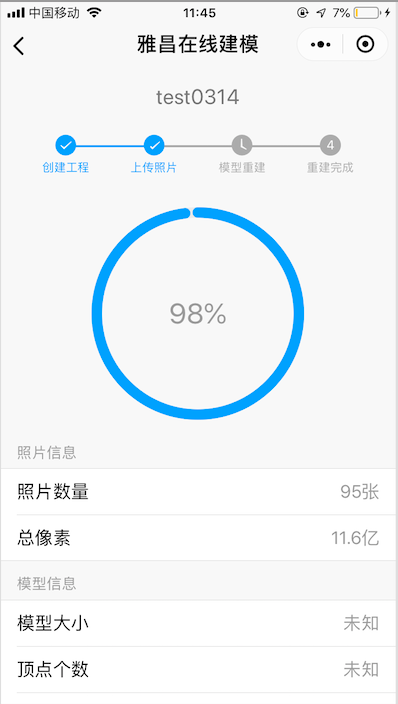 中国移动 11:45 7%
雅昌在线建模
test0314
4
创建工程 上传照片 模型重建 重建完成
98%
照片信息
照片数量 95张
总像素 11.6亿
模型信息
模型大小 未知
顶点个数 未知